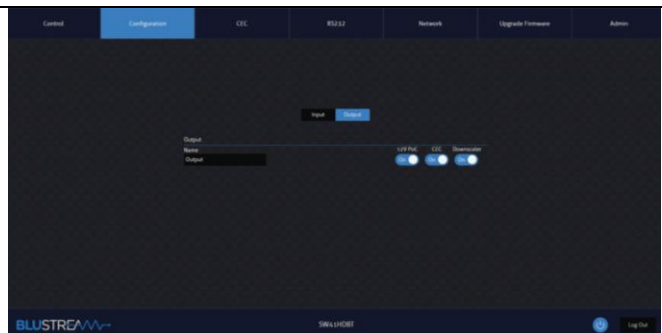 Control Configuration CEC RS232 Network Upgrade Firmware Admin
Input Output
Output
Name 12V PoC CEC Downscaler
Output On On On
BLUSTREAM SW41HDBT Log Out